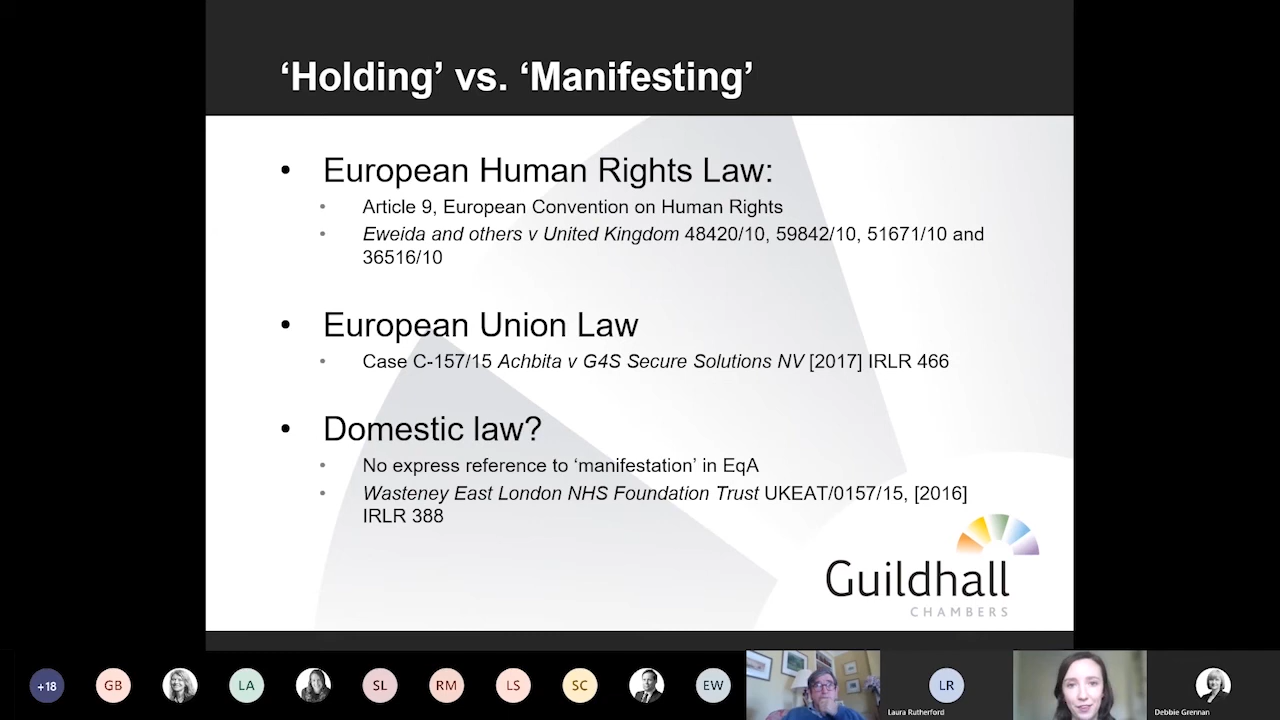 ‘Holding’ vs. ‘Manifesting’
• European Human Rights Law:
• Article 9, European Convention on Human Rights
• Eweida and others v United Kingdom 48420/10, 59842/10, 51671/10 and
36516/10
• European Union Law
• Case C-157/15 Achbita v G4S Secure Solutions NV [2017] IRLR 466
• Domestic law?
• No express reference to ‘manifestation’ in EqA
• Wasteney East London NHS Foundation Trust UKEAT/0157/15, [2016]
IRLR 388
Guildhall
CHAMBERS
+18 GB LA SL RM LS SC EW LR
Laura Rutherford
Debbie Grennan